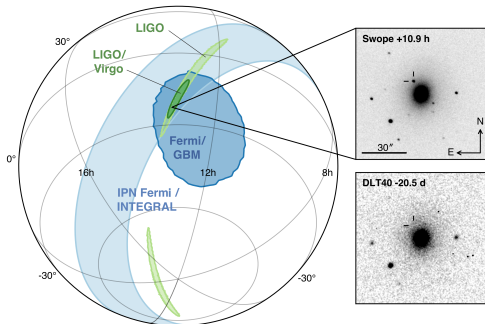 LIGO
Swope +10.9 h
30°
LIGO/
Virgo
N
E
30"
Fermi/
GBM
0°
16h
12h
8h
DLT40 -20.5 d
IPN Fermi /
INTEGRAL
-30°
-30°